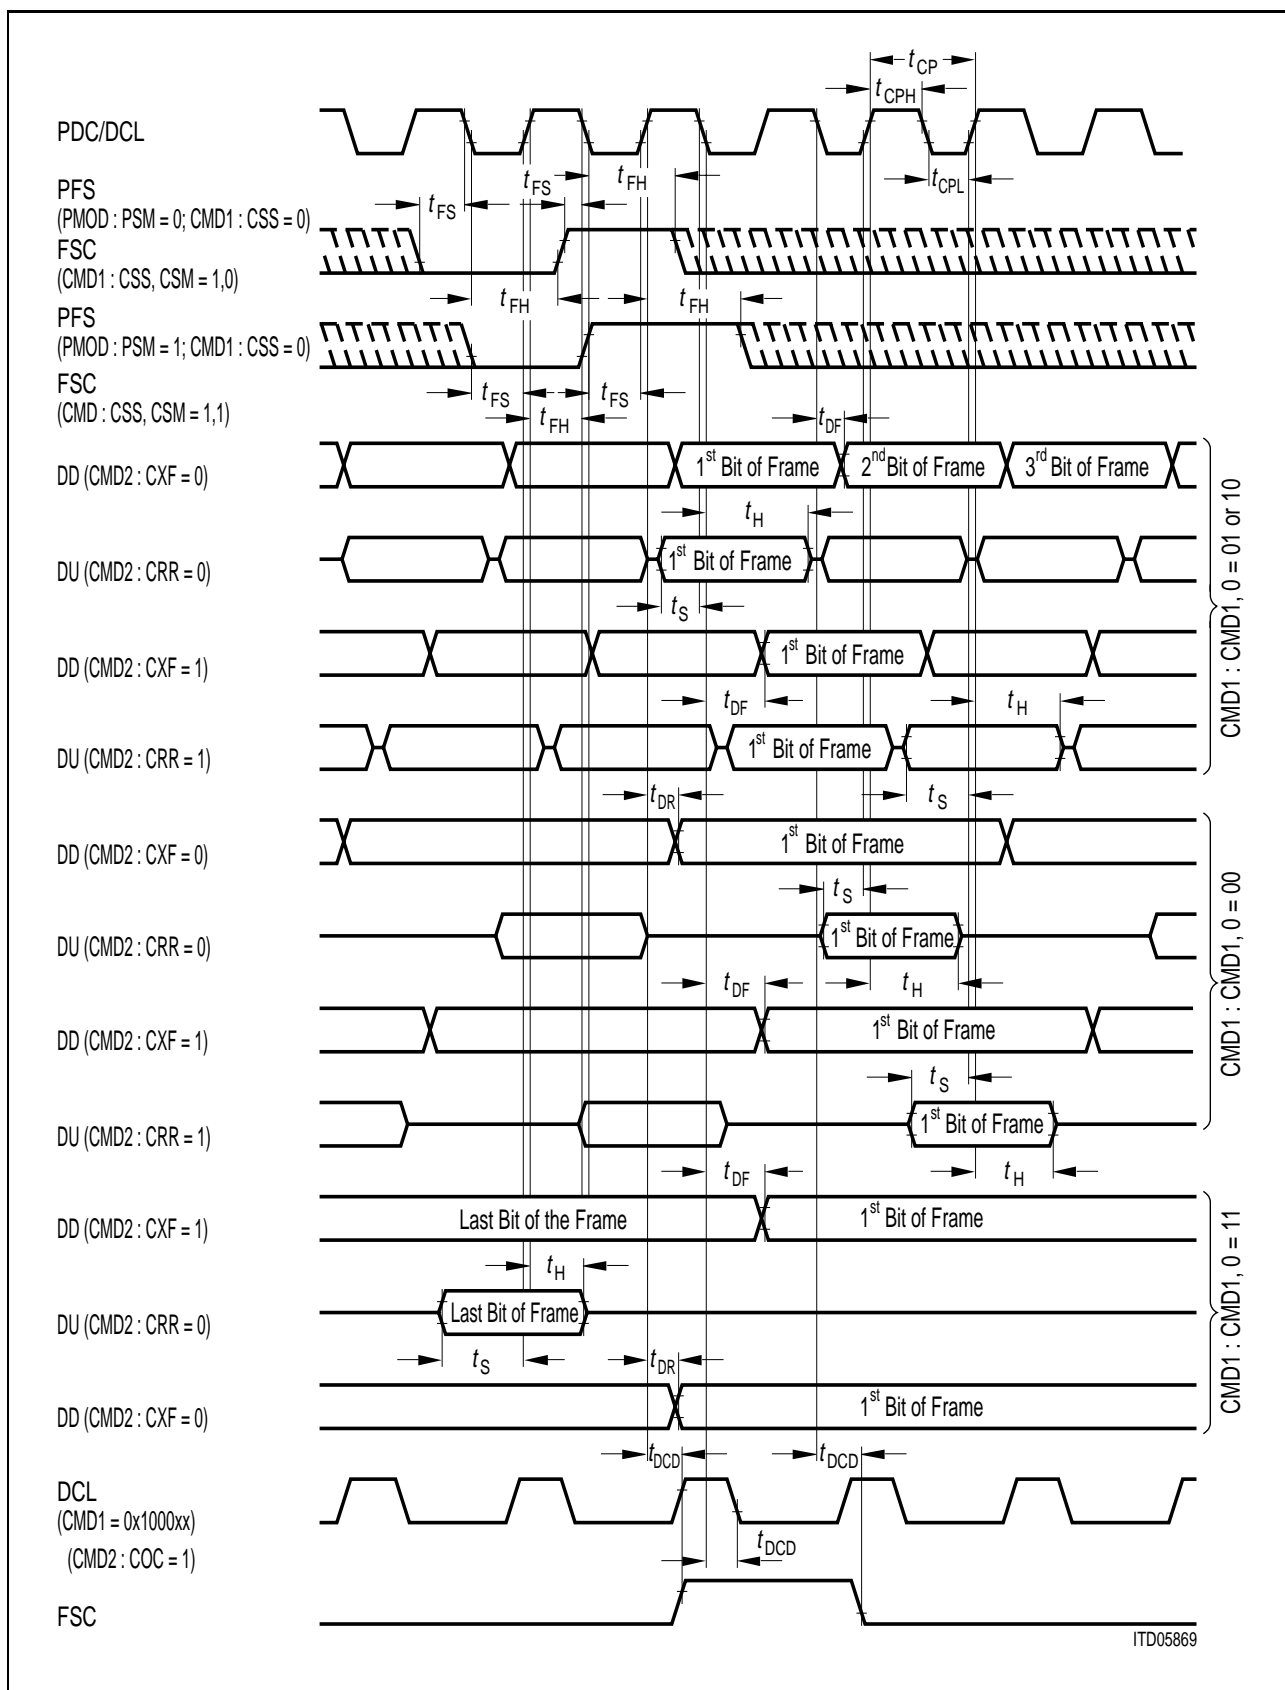 tCP
tCPH
PDC/DCL
tFS
tFH
tCPL
PFS
tFS
(PMOD : PSM = 0; CMD1 : CSS = 0)
FSC
(CMD1 : CSS, CSM = 1,0)
tFH
tFH
PFS
(PMOD : PSM = 1; CMD1 : CSS = 0)
FSC
tFS
tFS
(CMD : CSS, CSM = 1,1)
tFH
tDF
DD (CMD2 : CXF = 0)
1st Bit of Frame
2nd Bit of Frame
3rd Bit of Frame
tH
DU (CMD2 : CRR = 0)
1st Bit of Frame
tS
DD (CMD2 : CXF = 1)
1st Bit of Frame
tDF
tH
DU (CMD2 : CRR = 1)
1st Bit of Frame
CMD1 : CMD1, 0 = 01 or 10
tDR
tS
DD (CMD2 : CXF = 0)
1st Bit of Frame
tS
DU (CMD2 : CRR = 0)
1st Bit of Frame
tDF
tH
DD (CMD2 : CXF = 1)
1st Bit of Frame
tS
DU (CMD2 : CRR = 1)
1st Bit of Frame
CMD1 : CMD1, 0 = 00
tDF
tH
DD (CMD2 : CXF = 1)
Last Bit of the Frame
1st Bit of Frame
tH
DU (CMD2 : CRR = 0)
Last Bit of Frame
tS
tDR
DD (CMD2 : CXF = 0)
1st Bit of Frame
CMD1 : CMD1, 0 = 11
tDCD
tDCD
DCL
(CMD1 = 0x1000xx)
(CMD2 : COC = 1)
tDCD
FSC
ITD05869